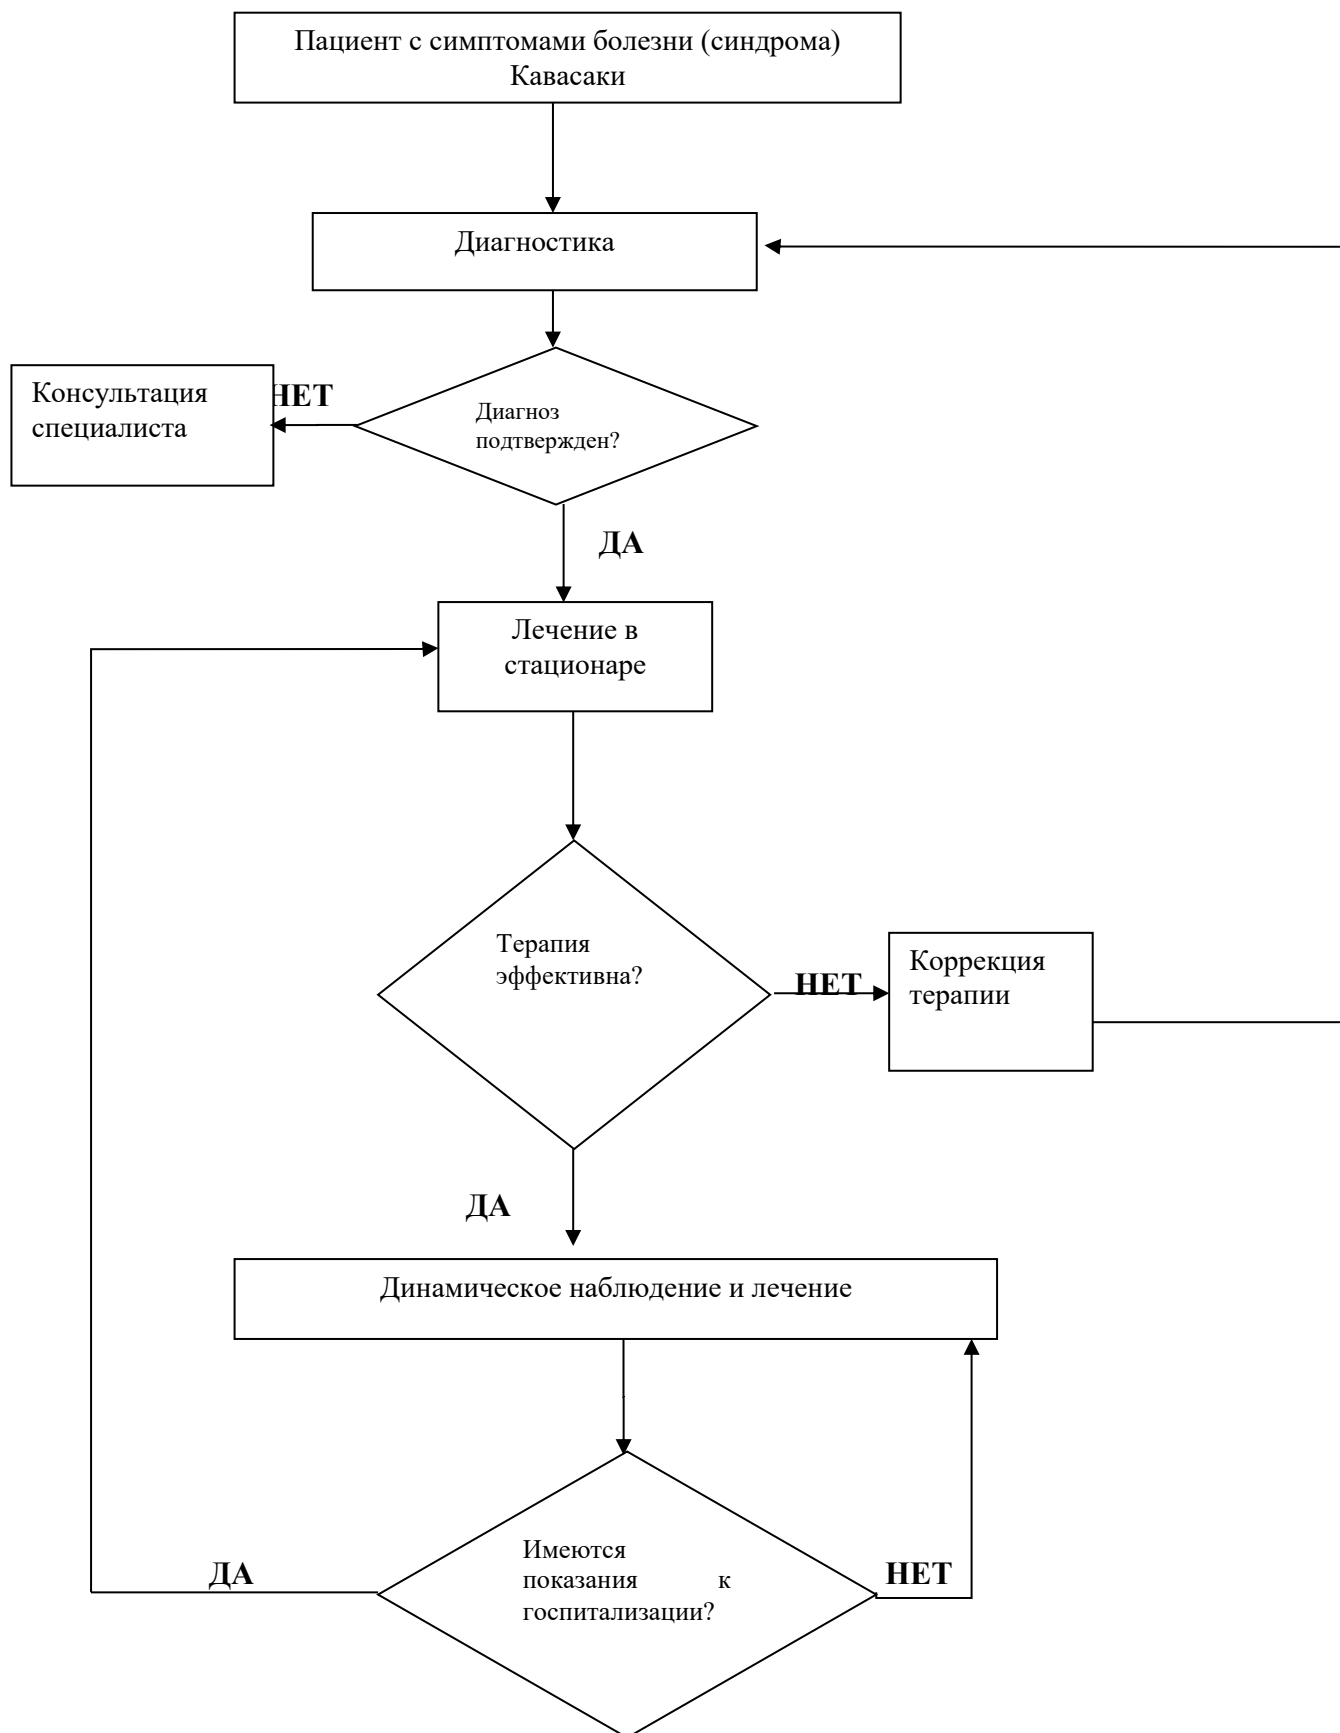 Пациент с симптомами болезни (синдрома)
Кавасаки
Диагностика
Консультация
специалиста
НЕТ
Диагноз
подтвержден?
ДА
Лечение в
стационаре
Терапия
эффективна?
НЕТ
Коррекция
терапии
ДА
Динамическое наблюдение и лечение
Имеются
показания к
госпитализации?
ДА
НЕТ